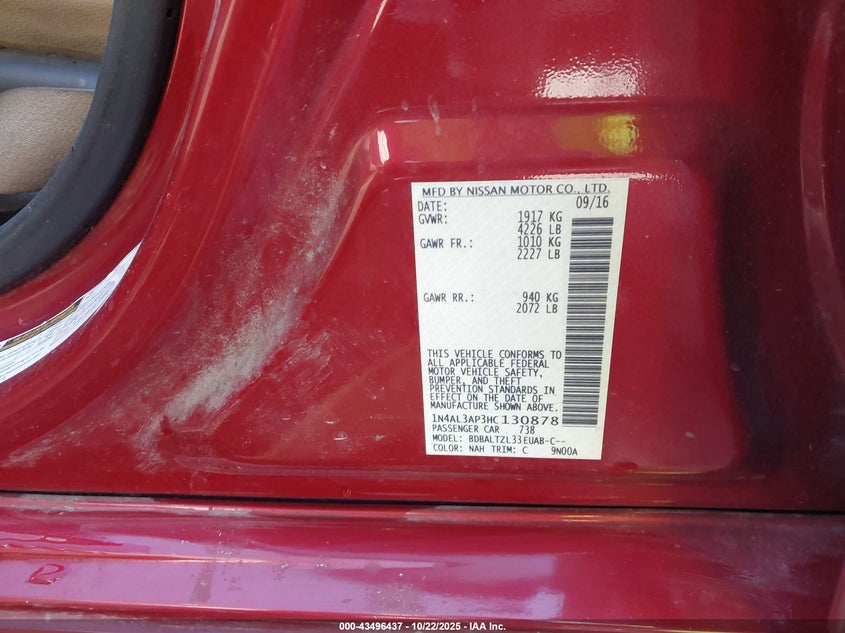 MFD BY NISSAN MOTOR CO., LTD.
DATE: 09/16
GVWR: 1917 KG
4226 LB
GAWR FR.: 1010 KG
2227 LB
GAWR RR.: 940 KG
2072 LB
THIS VEHICLE CONFORMS TO
ALL APPLICABLE FEDERAL
MOTOR VEHICLE SAFETY,
BUMPER, AND THEFT
PREVENTION STANDARDS IN
EFFECT ON THE DATE OF
MANUFACTURE SHOWN ABOVE.
1N4AL3AP3HC130878
PASSENGER CAR 738
MODEL: BDBALTZL33EUAB-C--
COLOR: NAH TRIM: C 9N00A
000-43496437 - 10/22/2025 - IAA Inc.